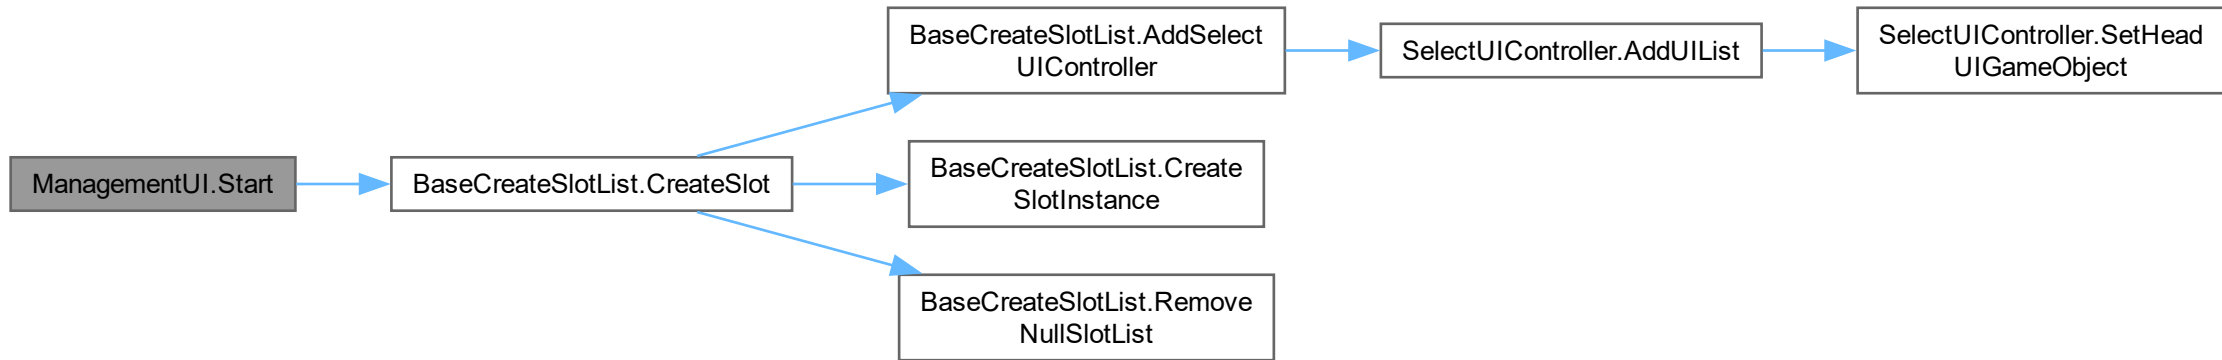 ManagementUI.Start
BaseCreateSlotList.CreateSlot
BaseCreateSlotList.AddSelect
UIController
SelectUIController.AddUIList
SelectUIController.SetHead
UIGameObject
BaseCreateSlotList.Create
SlotInstance
BaseCreateSlotList.Remove
NullSlotList